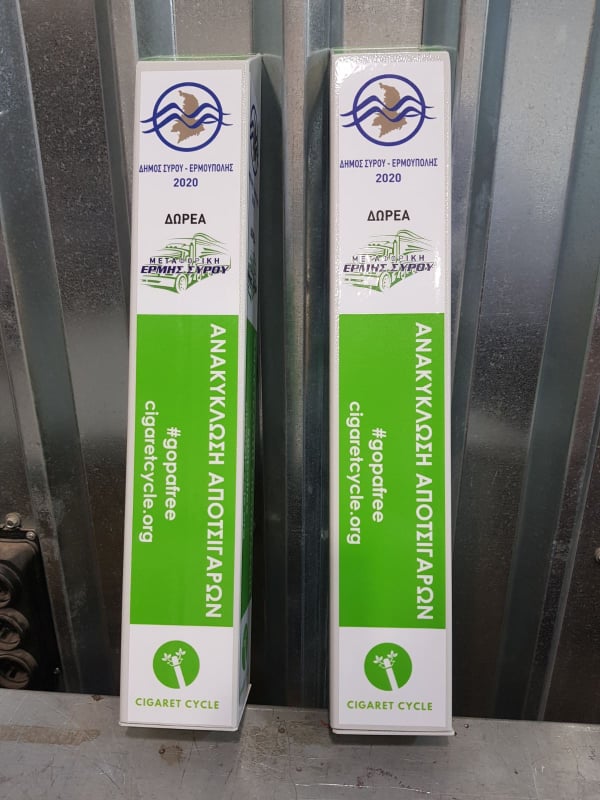 ΔΗΜΟΣ ΣΥΡΟΥ - ΕΡΜΟΥΠΟΛΗΣ
2020
ΔΩΡΕΑ
ΜΕΤΑΦΟΡΙΚΗ
ΕΡΜΗΣ ΣΥΡΟΥ
ΑΝΑΚΥΚΛΩΣΗ ΑΠΟΤΣΙΓΑΡΩΝ
#gopafree
cigaretcycle.org
CIGARET CYCLE
ΔΗΜΟΣ ΣΥΡΟΥ - ΕΡΜΟΥΠΟΛΗΣ
2020
ΔΩΡΕΑ
ΜΕΤΑΦΟΡΙΚΗ
ΕΡΜΗΣ ΣΥΡΟΥ
ΑΝΑΚΥΚΛΩΣΗ ΑΠΟΤΣΙΓΑΡΩΝ
#gopafree
cigaretcycle.org
CIGARET CYCLE